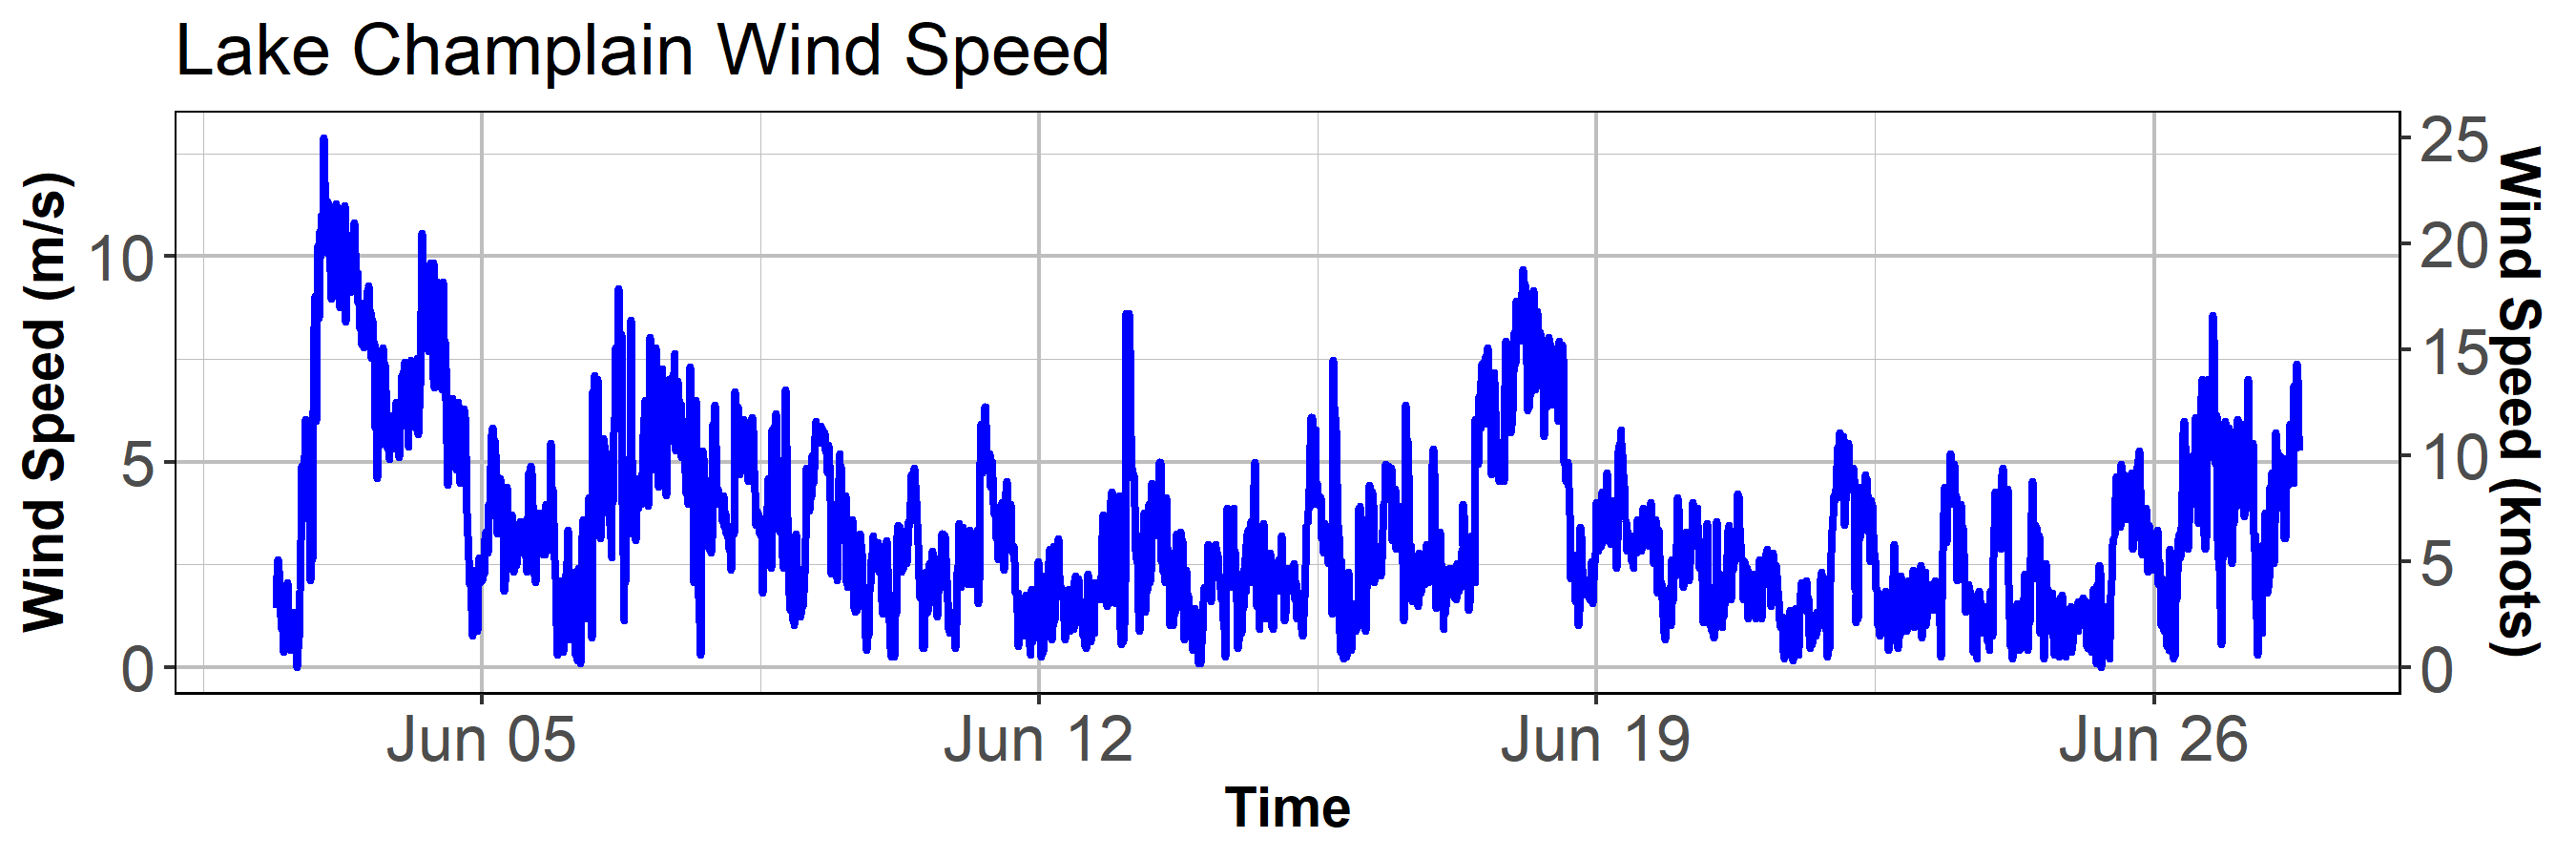 Lake Champlain Wind Speed
Wind Speed (m/s)
10
5
0
25
20
15
10
5
0
Wind Speed (knots)
Jun 05
Jun 12
Jun 19
Jun 26
Time